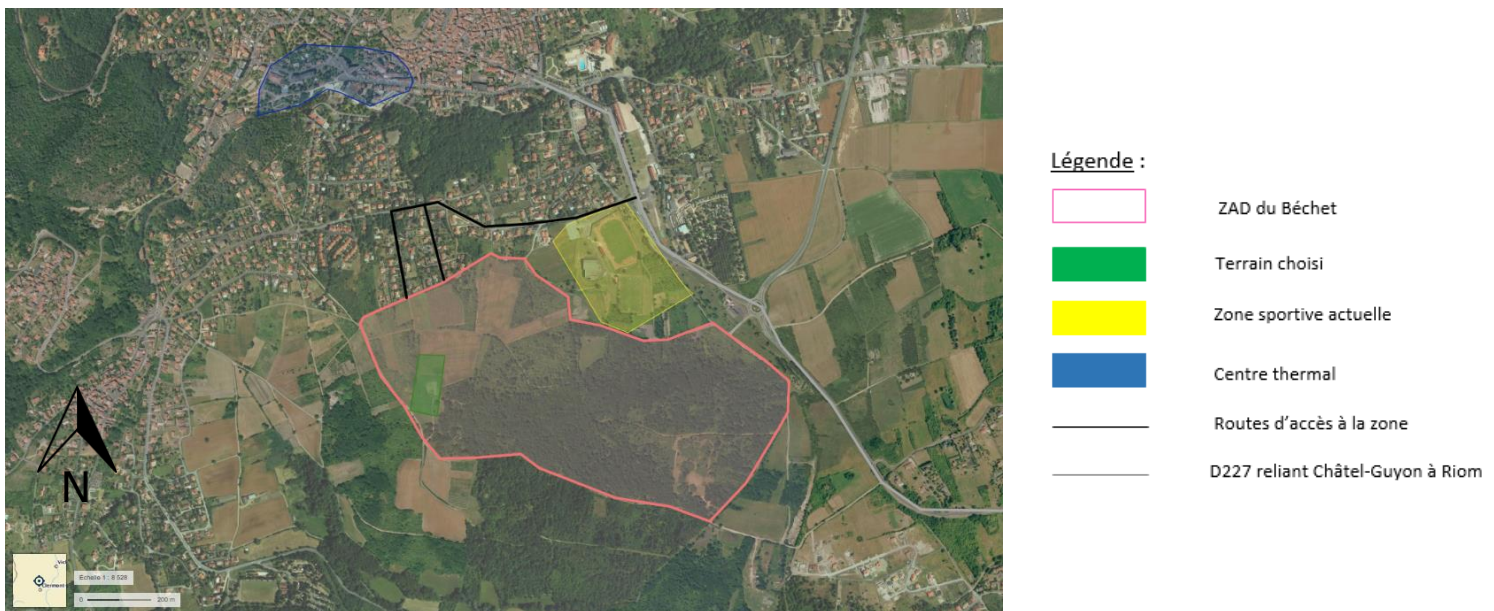 Légende :
ZAD du Béchet
Terrain choisi
Zone sportive actuelle
Centre thermal
Routes d'accès à la zone
D227 reliant Châtel-Guyon à Riom
N
Echelle 1 : 8 528
0 200 m